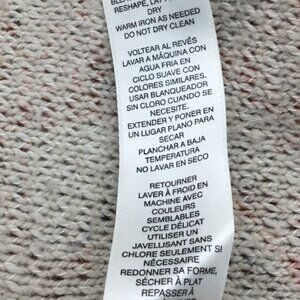 RESHAPE, LAY
DRY
WARM IRON AS NEEDED
DO NOT DRY CLEAN
VOLTEAR AL REVÉS
LAVAR A MÁQUINA CON
AGUA FRIA EN
CICLO SUAVE CON
COLORES SIMILARES.
USAR BLANQUEADOR
SIN CLORO CUANDO SE
NECESITE.
EXTENDER Y PONER EN
UN LUGAR PLANO PARA
SECAR
PLANCHAR A BAJA
TEMPERATURA
NO LAVAR EN SECO
RETOURNER
LAVER À FROID EN
MACHINE AVEC
COULEURS
SEMBLABLES
CYCLE DÉLICAT
UTILISER UN
JAVELLISANT SANS
CHLORE SEULEMENT SI
NÉCESSAIRE
REDONNER SA FORME,
SÉCHER À PLAT
REPASSER À